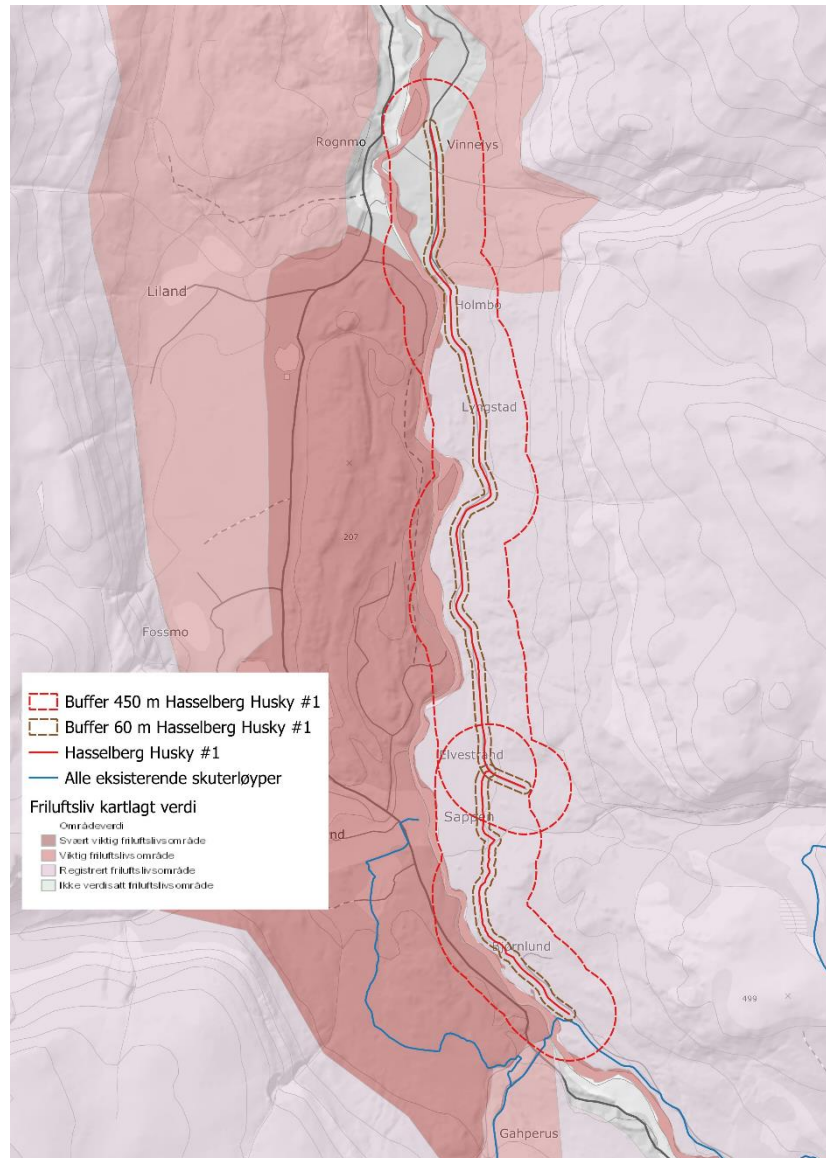 Rognmo
Vinnelys
Liland
Holmbo
Lyngstad
207
Fossmo
Buffer 450 m Hasselberg Husky #1
Buffer 60 m Hasselberg Husky #1
Hasselberg Husky #1
Alle eksisterende skuterløyper
Friluftsliv kartlagt verdi
Områdeverdi
Svært viktig friluftslivsområde
Viktig friluftslivsområde
Registrert friluftslivsområde
Ikke verdisatt friluftslivsområde
Elvestrand
Sappen
Bjørnlund
499
Gahperus